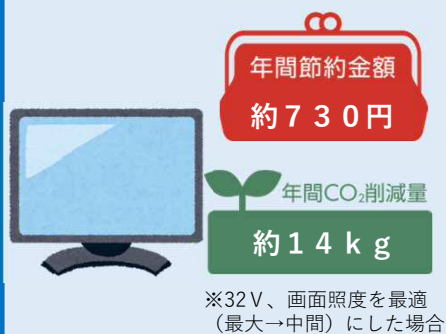 年間節約金額
約７３０円
年間CO₂削減量
約１４ｋｇ
※32Ｖ、画面照度を最適
（最大→中間）にした場合